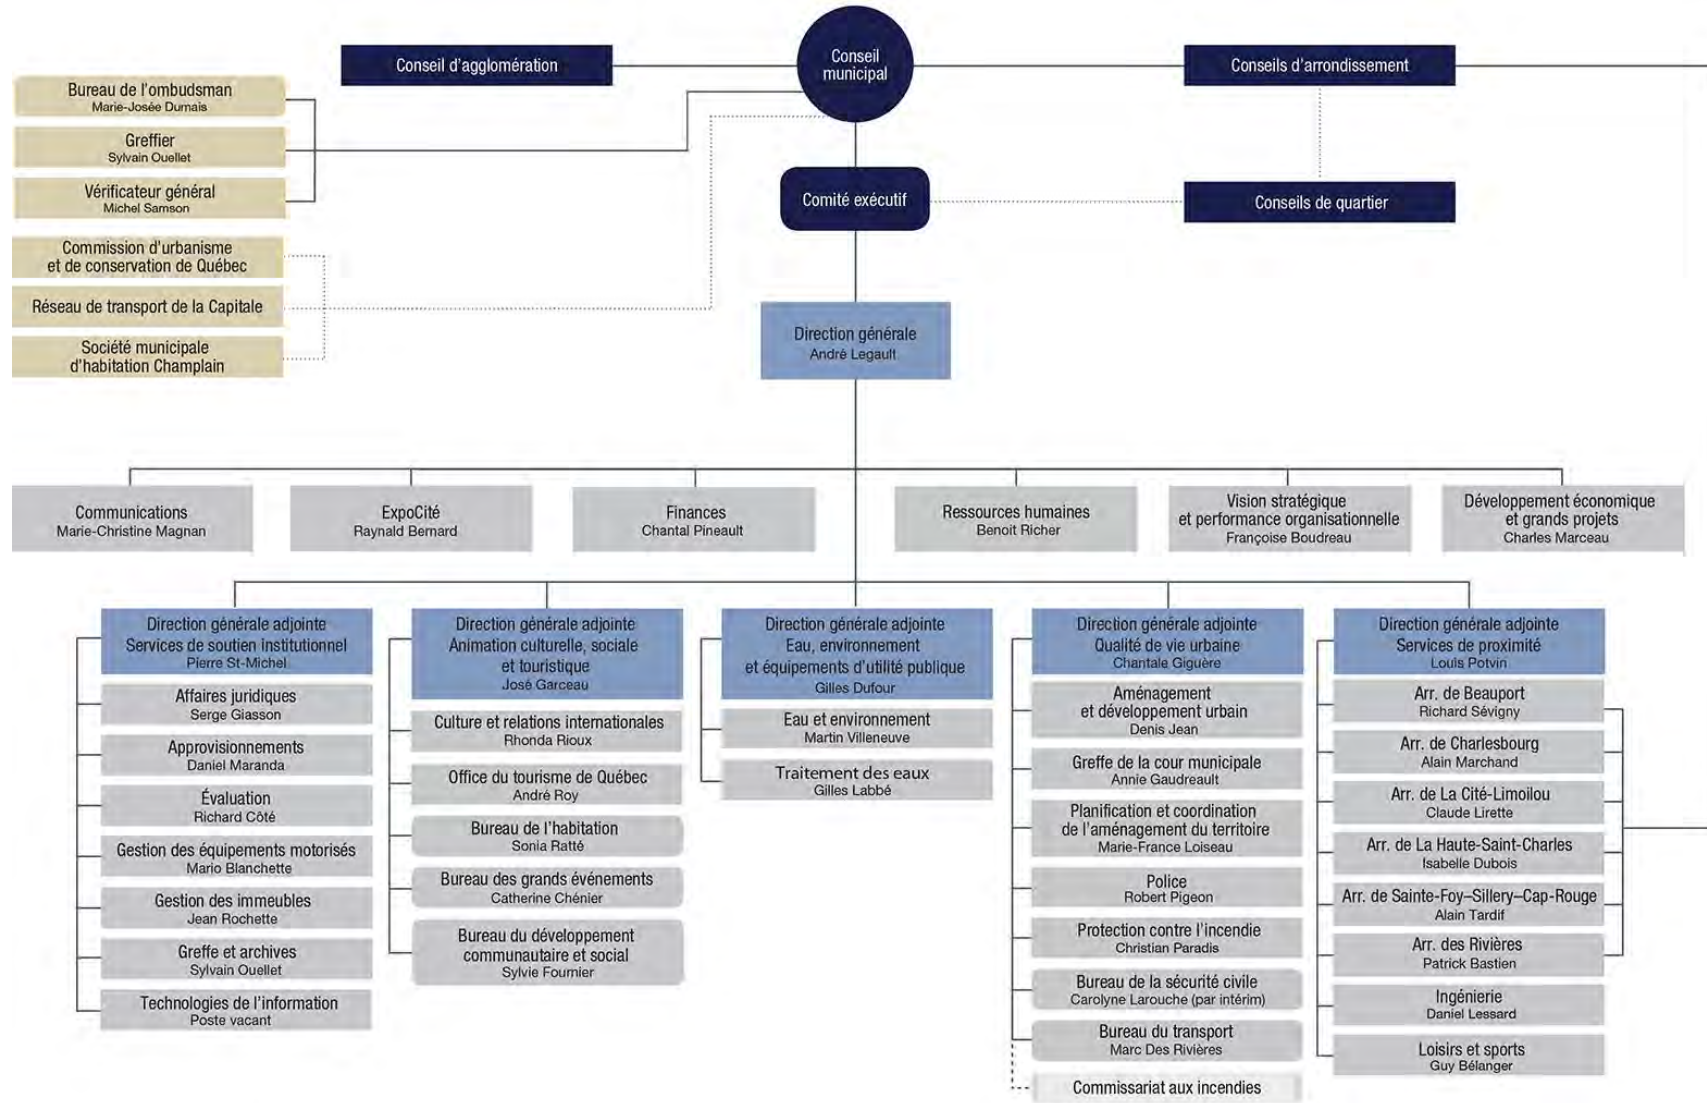 Conseil
municipal
Conseil d'agglomération
Conseils d'arrondissement
Bureau de l'ombudsman
Marie-Josée Dumais
Greffier
Sylvain Ouellet
Vérificateur général
Michel Samson
Comité exécutif
Conseils de quartier
Commission d'urbanisme
et de conservation de Québec
Réseau de transport de la Capitale
Société municipale
d'habitation Champlain
Direction générale
André Legault
Communications
Marie-Christine Magnan
ExpoCité
Raynald Bernard
Finances
Chantal Pineault
Ressources humaines
Benoit Richer
Vision stratégique
et performance organisationnelle
Françoise Boudreau
Développement économique
et grands projets
Charles Marceau
Direction générale adjointe
Services de soutien institutionnel
Pierre St-Michel
Affaires juridiques
Serge Giasson
Approvisionnements
Daniel Maranda
Évaluation
Richard Côté
Gestion des équipements motorisés
Mario Blanchette
Gestion des immeubles
Jean Rochette
Greffe et archives
Sylvain Ouellet
Technologies de l'information
Poste vacant
Direction générale adjointe
Animation culturelle, sociale
et touristique
José Garceau
Culture et relations internationales
Rhonda Rioux
Office du tourisme de Québec
André Roy
Bureau de l'habitation
Sonia Ratté
Bureau des grands événements
Catherine Chénier
Bureau du développement
communautaire et social
Sylvie Fournier
Direction générale adjointe
Eau, environnement
et équipements d'utilité publique
Gilles Dufour
Eau et environnement
Martin Villeneuve
Traitement des eaux
Gilles Labbé
Direction générale adjointe
Qualité de vie urbaine
Chantale Giguère
Aménagement
et développement urbain
Denis Jean
Greffe de la cour municipale
Annie Gaudreault
Planification et coordination
de l'aménagement du territoire
Marie-France Loiseau
Police
Robert Pigeon
Protection contre l'incendie
Christian Paradis
Bureau de la sécurité civile
Carolyne Larouche (par intérim)
Bureau du transport
Marc Des Rivières
Commissariat aux incendies
Direction générale adjointe
Services de proximité
Louis Potvin
Arr. de Beauport
Richard Sévigny
Arr. de Charlesbourg
Alain Marchand
Arr. de La Cité-Limoilou
Claude Lirette
Arr. de La Haute-Saint-Charles
Isabelle Dubois
Arr. de Sainte-Foy–Sillery–Cap-Rouge
Alain Tardif
Arr. des Rivières
Patrick Bastien
Ingénierie
Daniel Lessard
Loisirs et sports
Guy Bélanger